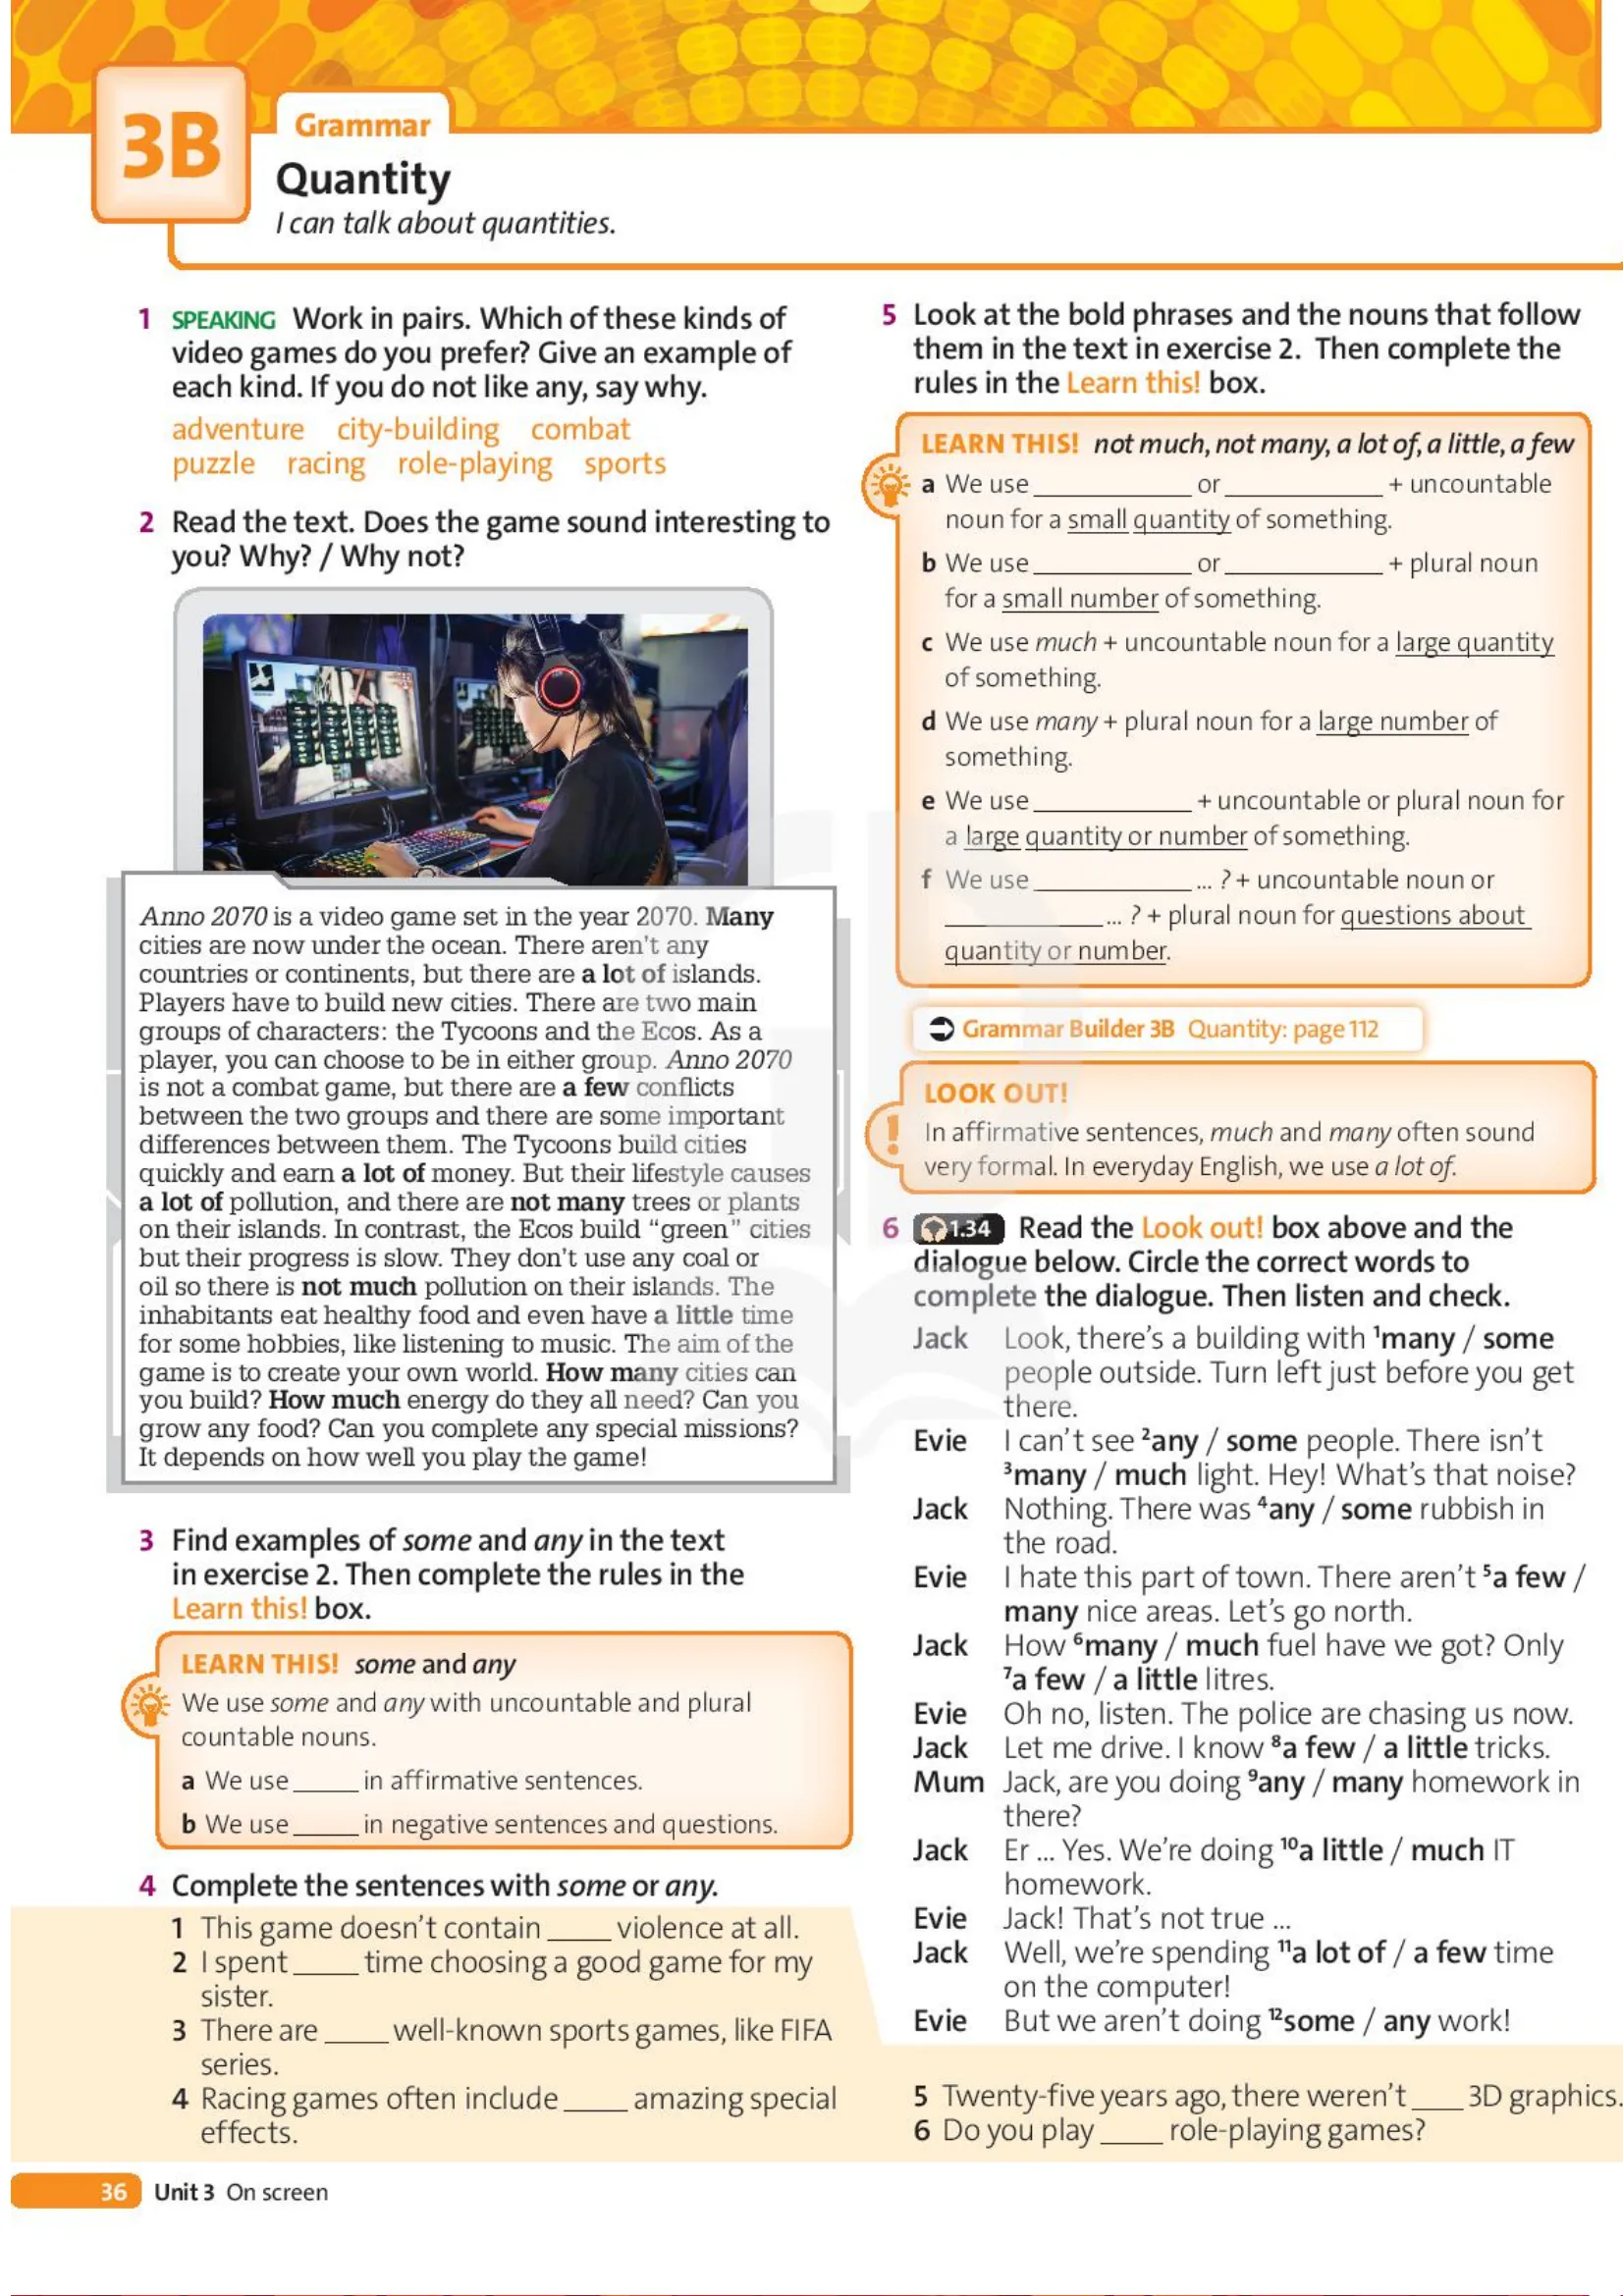 3B
Grammar
Quantity
I can talk about quantities.
1 SPEAKING Work in pairs. Which of these kinds of
video games do you prefer? Give an example of
each kind. If you do not like any, say why.
adventure city-building combat
puzzle racing role-playing sports
2 Read the text. Does the game sound interesting to
you? Why? / Why not?
Anno 2070 is a video game set in the year 2070. Many
cities are now under the ocean. There aren't any
countries or continents, but there are a lot of islands.
Players have to build new cities. There are two main
groups of characters: the Tycoons and the Ecos. As a
player, you can choose to be in either group. Anno 2070
is not a combat game, but there are a few conflicts
between the two groups and there are some important
differences between them. The Tycoons build cities
quickly and earn a lot of money. But their lifestyle causes
a lot of pollution, and there are not many trees or plants
on their islands. In contrast, the Ecos build "green" cities
but their progress is slow. They don't use any coal or
oil so there is not much pollution on their islands. The
inhabitants eat healthy food and even have a little time
for some hobbies, like listening to music. The aim of the
game is to create your own world. How many cities can
you build? How much energy do they all need? Can you
grow any food? Can you complete any special missions?
It depends on how well you play the game!
3 Find examples of some and any in the text
in exercise 2. Then complete the rules in the
Learn this! box.
LEARN THIS! some and any
We use some and any with uncountable and plural
countable nouns.
a We use _____ in affirmative sentences.
b We use _____ in negative sentences and questions.
4 Complete the sentences with some or any.
1 This game doesn't contain _____ violence at all.
2 I spent _____ time choosing a good game for my
sister.
3 There are _____ well-known sports games, like FIFA
series.
4 Racing games often include _____ amazing special
effects.
5 Look at the bold phrases and the nouns that follow
them in the text in exercise 2. Then complete the
rules in the Learn this! box.
LEARN THIS! not much, not many, a lot of, a little, a few
a We use ____________ or ____________ + uncountable
noun for a small quantity of something.
b We use ____________ or ____________ + plural noun
for a small number of something.
c We use much + uncountable noun for a large quantity
of something.
d We use many + plural noun for a large number of
something.
e We use ____________ + uncountable or plural noun for
a large quantity or number of something.
f We use ____________ ... ? + uncountable noun or
____________ ... ? + plural noun for questions about
quantity or number.
Grammar Builder 3B Quantity: page 112
LOOK OUT!
! In affirmative sentences, much and many often sound
very formal. In everyday English, we use a lot of.
6 1.34 Read the Look out! box above and the
dialogue below. Circle the correct words to
complete the dialogue. Then listen and check.
Jack Look, there's a building with ¹many / some
people outside. Turn left just before you get
there.
Evie I can't see ²any / some people. There isn't
³many / much light. Hey! What's that noise?
Jack Nothing. There was ⁴any / some rubbish in
the road.
Evie I hate this part of town. There aren't ⁵a few /
many nice areas. Let's go north.
Jack How ⁶many / much fuel have we got? Only
⁷a few / a little litres.
Evie Oh no, listen. The police are chasing us now.
Jack Let me drive. I know ⁸a few / a little tricks.
Mum Jack, are you doing ⁹any / many homework in
there?
Jack Er ... Yes. We're doing ¹⁰a little / much IT
homework.
Evie Jack! That's not true ...
Jack Well, we're spending ¹¹a lot of / a few time
on the computer!
Evie But we aren't doing ¹²some / any work!
5 Twenty-five years ago, there weren't ____ 3D graphics.
6 Do you play _____ role-playing games?
36 Unit 3 On screen